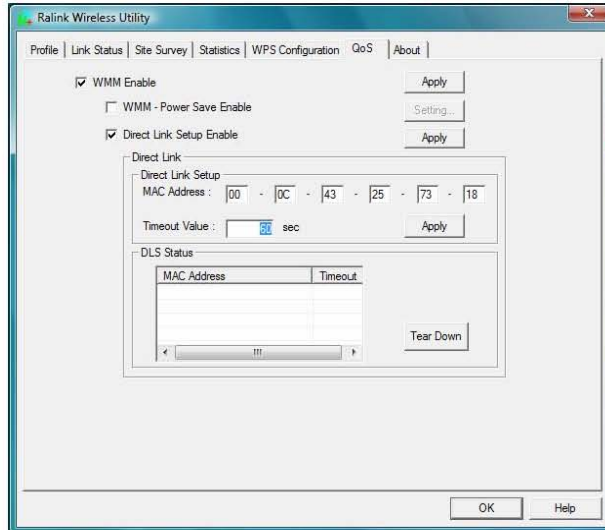 Ralink Wireless Utility
Profile Link Status Site Survey Statistics WPS Configuration QoS About
WMM Enable Apply
WMM - Power Save Enable Setting...
Direct Link Setup Enable Apply
Direct Link
Direct Link Setup
MAC Address : 00 - 0C - 43 - 25 - 73 - 18
Timeout Value : 60 sec Apply
DLS Status
MAC Address Timeout
Tear Down
OK Help